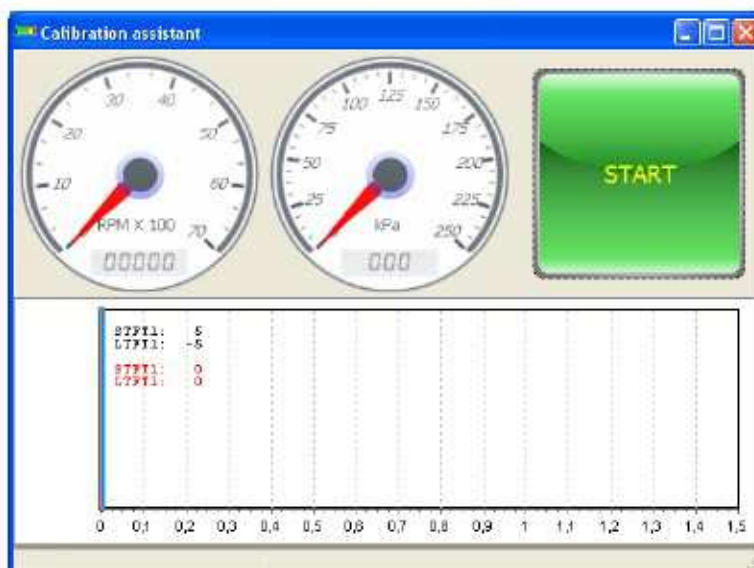 Calibration assistant
10 20 30 40 50 60 70
RPM X 100
00000
25 50 75 100 125 150 175 200 225 250
kPa
000
START
STFT1: 5
LTFT1: -5
STFT1: 0
LTFT1: 0
0 0,1 0,2 0,3 0,4 0,5 0,6 0,7 0,8 0,9 1 1,1 1,2 1,3 1,4 1,5